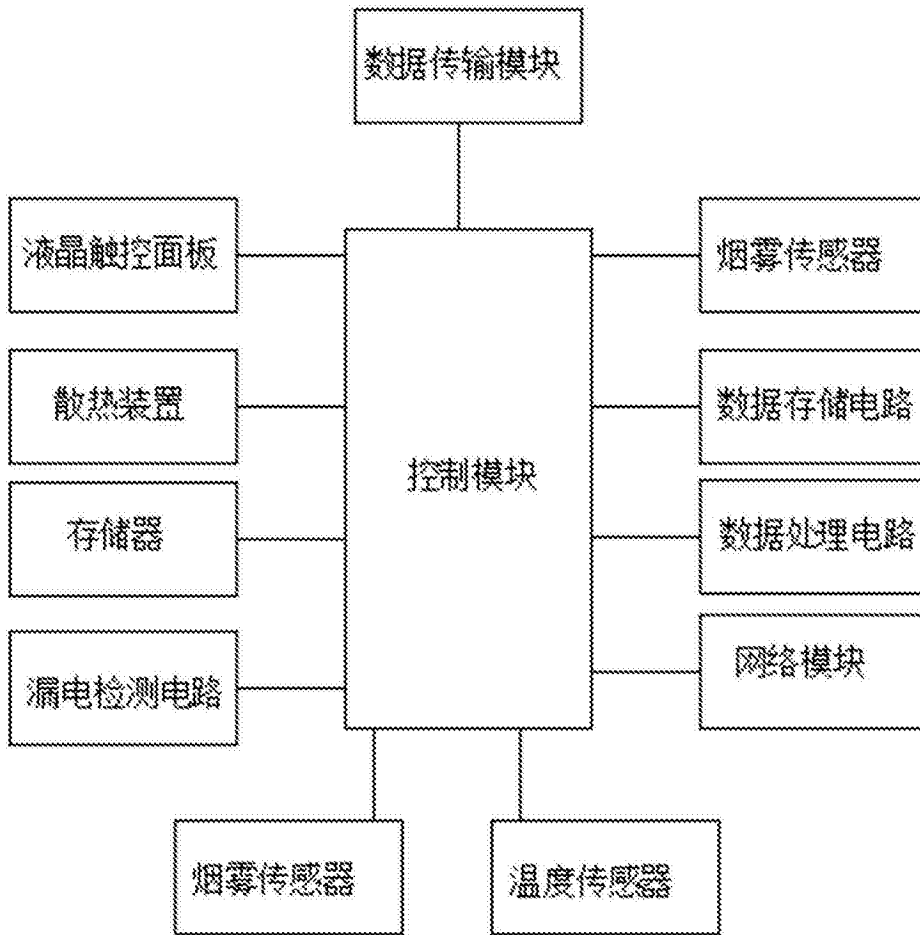 数据传输模块
液晶触控面板
烟雾传感器
散热装置
数据存储电路
控制模块
存储器
数据处理电路
漏电检测电路
网络模块
烟雾传感器
温度传感器